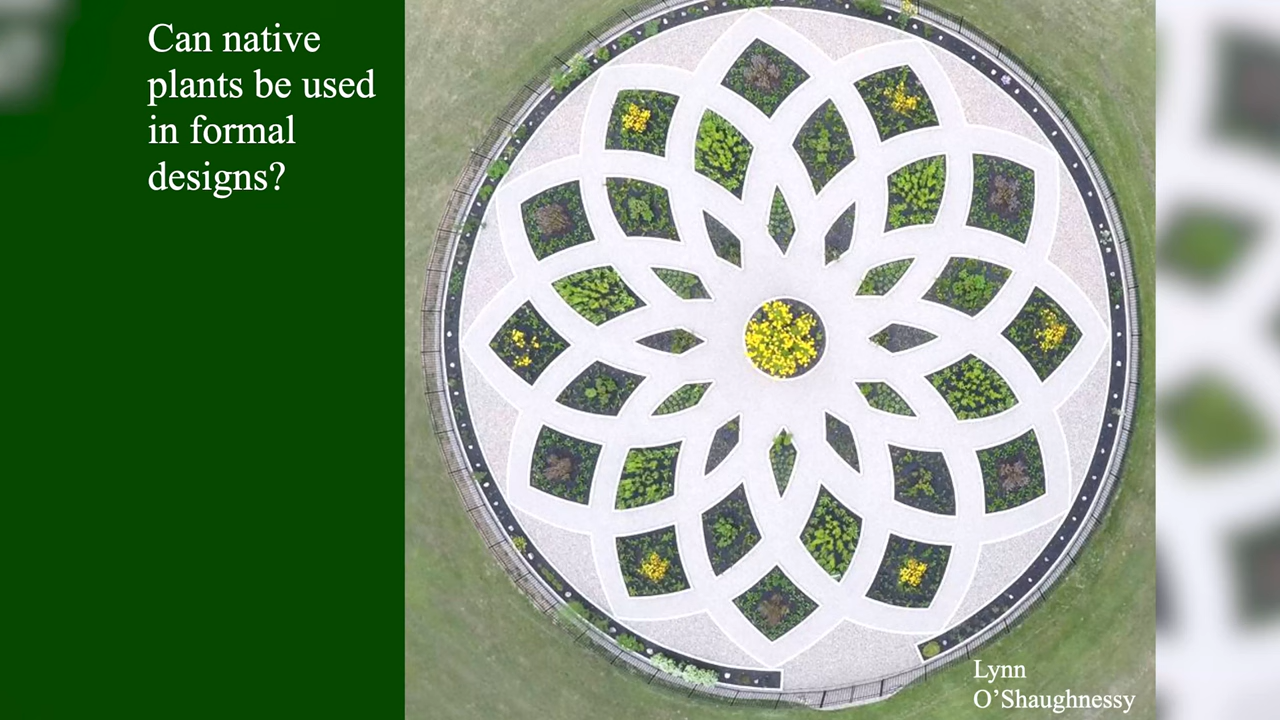 Can native
plants be used
in formal
designs?
Lynn
O’Shaughnessy